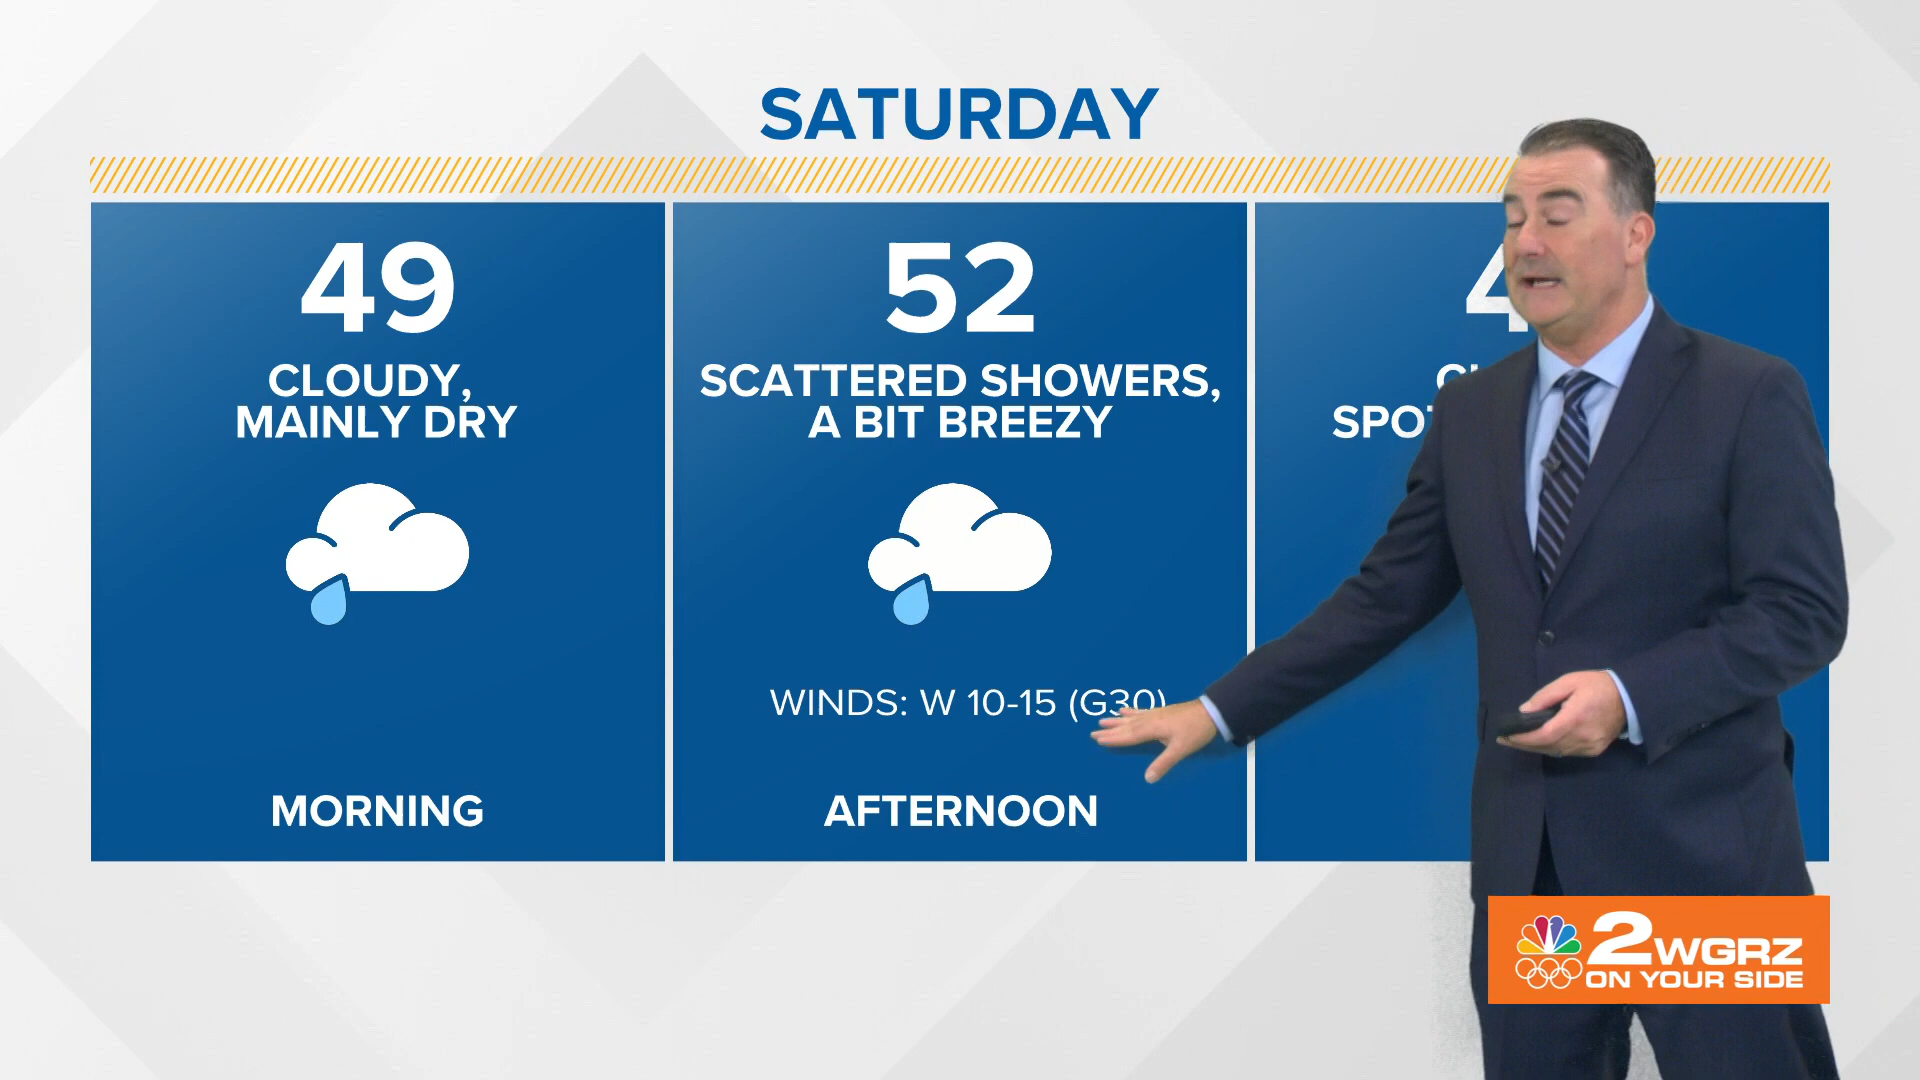 SATURDAY
49
CLOUDY,
MAINLY DRY
WINDS: W 10-15 (G30)
MORNING
52
SCATTERED SHOWERS,
A BIT BREEZY
AFTERNOON
2WGRZ
ON YOUR SIDE